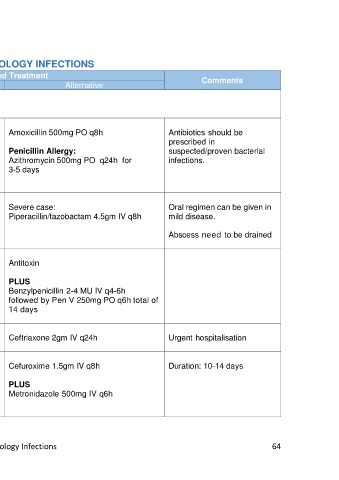 OLOGY INFECTIONS
ed Treatment
Alternative
Comments
Amoxicillin 500mg PO q8h
Penicillin Allergy:
Azithromycin 500mg PO q24h for
3-5 days
Antibiotics should be
prescribed in
suspected/proven bacterial
infections.
Severe case:
Piperacillin/tazobactam 4.5gm IV q8h
Oral regimen can be given in
mild disease.
Abscess need to be drained
Antitoxin
PLUS
Benzylpenicillin 2-4 MU IV q4-6h
followed by Pen V 250mg PO q6h total of
14 days
Ceftriaxone 2gm IV q24h
Urgent hospitalisation
Cefuroxime 1.5gm IV q8h
PLUS
Metronidazole 500mg IV q6h
Duration: 10-14 days
ology Infections
64